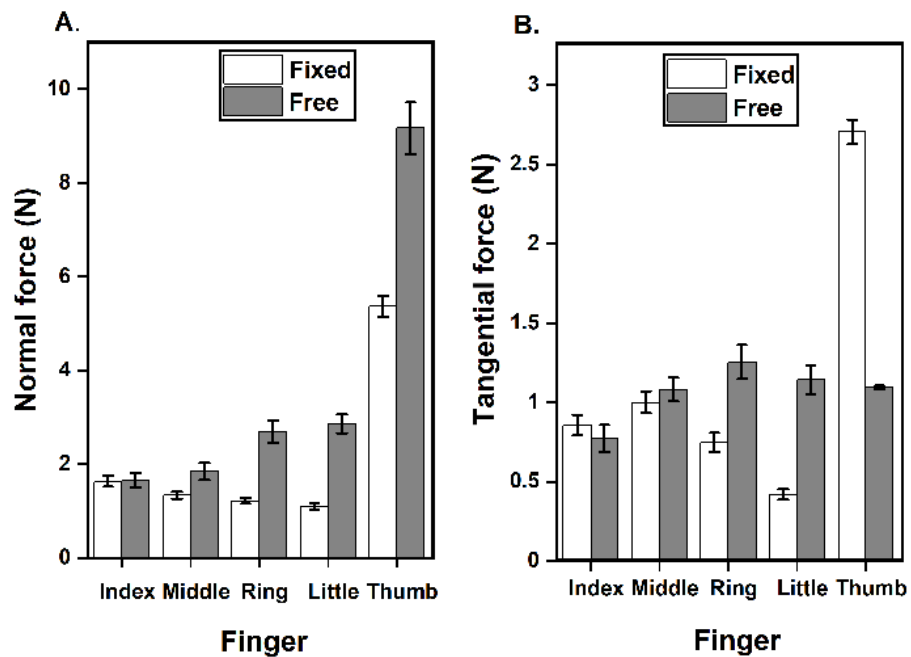 A.
Fixed
Free
Normal force (N)
10
8
6
4
2
0
Index Middle Ring Little Thumb
Finger
B.
Fixed
Free
Tangential force (N)
3
2.5
2
1.5
1
0.5
0
Index Middle Ring Little Thumb
Finger